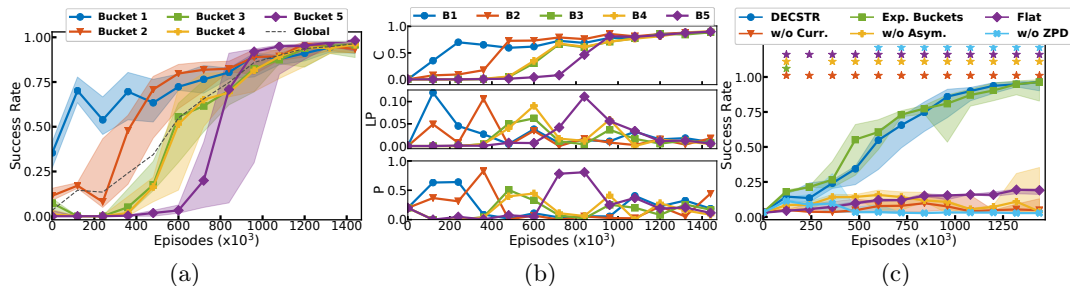 Bucket 1 Bucket 3 Bucket 5
Bucket 2 Bucket 4 Global
1.00
0.75
0.50
0.25
0.00
Success Rate
0 200 400 600 800 1000 1200 1400
Episodes (x10³)
(a)
B1 B2 B3 B4 B5
1.0
0.5
0.0
C
0.10
0.05
0.00
LP
0.5
0.0
P
0 200 400 600 800 1000 1200 1400
Episodes (x10³)
(b)
DECSTR Exp. Buckets Flat
w/o Curr. w/o Asym. w/o ZPD
1.00
0.75
0.50
0.25
0.00
Success Rate
0 250 500 750 1000 1250
Episodes (x10³)
(c)